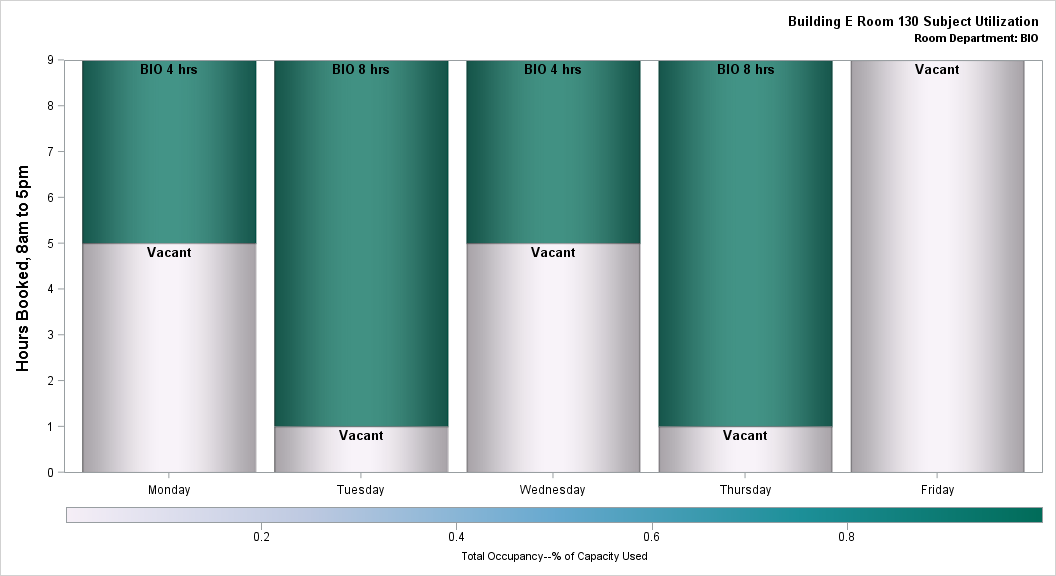 Building E Room 130 Subject Utilization
Room Department: BIO
Hours Booked, 8am to 5pm
9
8
7
6
5
4
3
2
1
0
BIO 4 hrs
BIO 8 hrs
BIO 4 hrs
BIO 8 hrs
Vacant
Vacant
Vacant
Vacant
Vacant
Monday
Tuesday
Wednesday
Thursday
Friday
0.2
0.4
0.6
0.8
Total Occupancy--% of Capacity Used